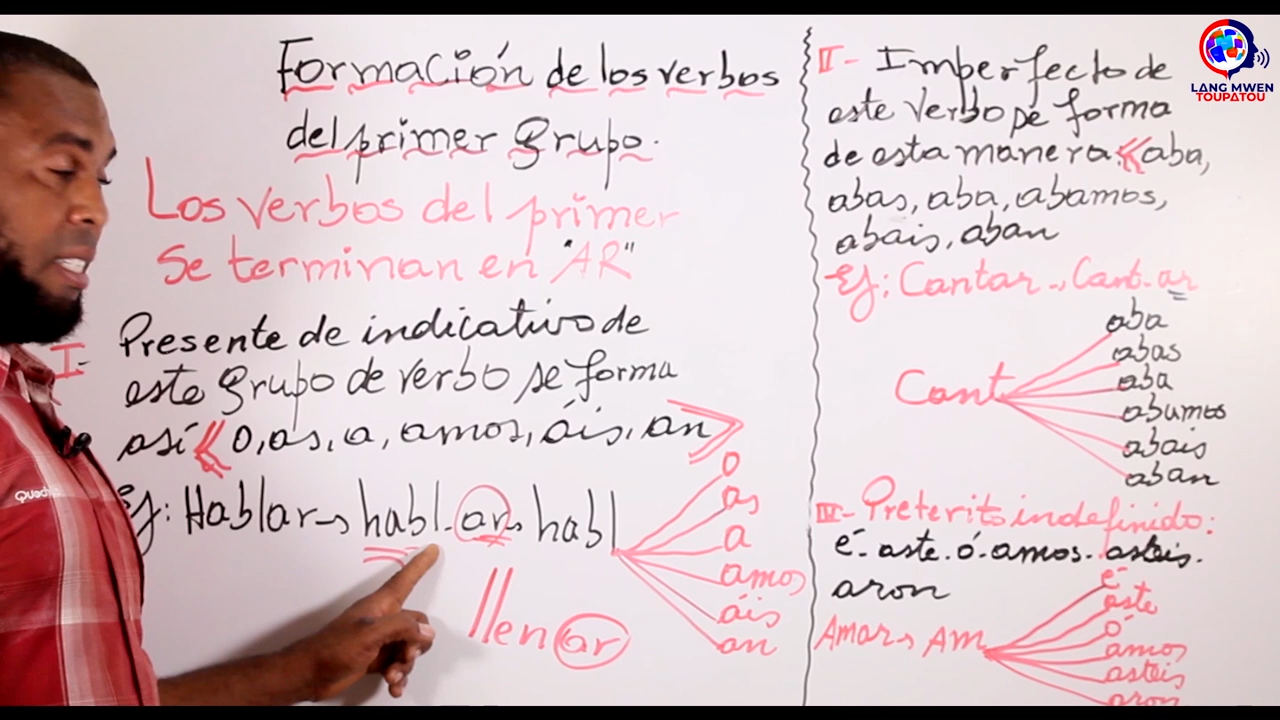 Formación de los verbos
del primer grupo.
Los verbos del primer
se terminan en "AR"
I- Presente de indicativo de
este grupo de verbo se forma
así << o, as, a, amos, áis, an >>
Ej: Hablar → habl-ar → habl
o
as
a
amos
áis
an
llenar
II- Imperfecto de
este verbo se forma
de esta manera: << aba,
abas, aba, abamos,
abais, aban
Ej: Cantar → Cant-ar
Cant
aba
abas
aba
abamos
abais
aban
III- Preterito indefinido:
é- aste- ó- amos- asteis-
aron
Amar → Am
é
aste
ó
amos
asteis
aron
LANG MWEN
TOUPATOU